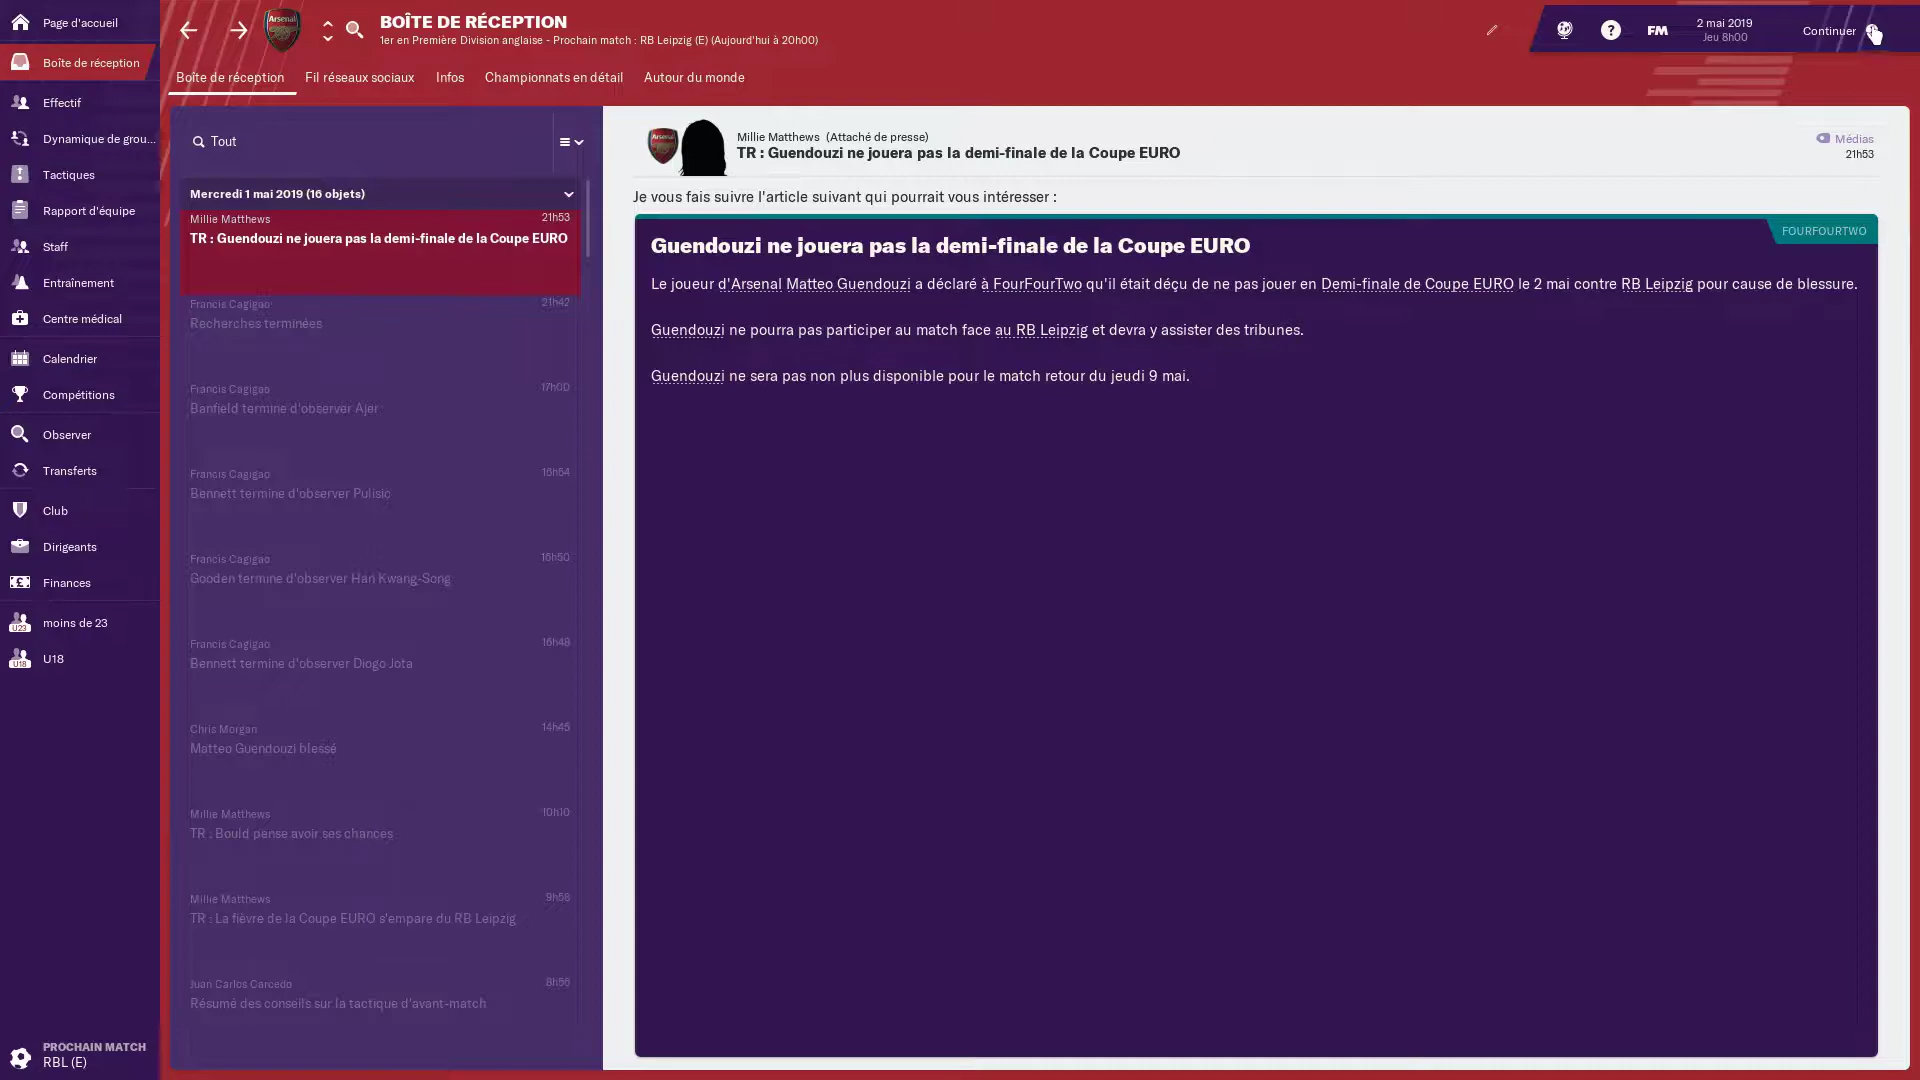 Page d'accueil
Boîte de réception
Effectif
Dynamique de grou...
Tactiques
Rapport d'équipe
Staff
Entraînement
Centre médical
Calendrier
Compétitions
Observer
Transferts
Club
Dirigeants
Finances
U23
moins de 23
U18
U18
PROCHAIN MATCH
RBL (E)
Arsenal
BOÎTE DE RÉCEPTION
1er en Première Division anglaise - Prochain match : RB Leipzig (E) (Aujourd'hui à 20h00)
?
FM
2 mai 2019
Jeu 8h00
Continuer
Boîte de réception
Fil réseaux sociaux
Infos
Championnats en détail
Autour du monde
Tout
Mercredi 1 mai 2019 (16 objets)
Millie Matthews 21h53
TR : Guendouzi ne jouera pas la demi-finale de la Coupe EURO
Francis Cagigao 21h42
Recherches terminées
Francis Cagigao 17h00
Banfield termine d'observer Ajer
Francis Cagigao 16h54
Bennett termine d'observer Pulisic
Francis Cagigao 16h50
Gooden termine d'observer Han Kwang-Song
Francis Cagigao 16h48
Bennett termine d'observer Diogo Jota
Chris Morgan 14h45
Matteo Guendouzi blessé
Millie Matthews 10h10
TR : Bould pense avoir ses chances
Millie Matthews 9h56
TR : La fièvre de la Coupe EURO s'empare du RB Leipzig
Juan Carlos Carcedo 8h56
Résumé des conseils sur la tactique d'avant-match
Arsenal
Millie Matthews (Attaché de presse)
TR : Guendouzi ne jouera pas la demi-finale de la Coupe EURO
Médias
21h53
Je vous fais suivre l'article suivant qui pourrait vous intéresser :
FOURFOURTWO
Guendouzi ne jouera pas la demi-finale de la Coupe EURO
Le joueur d'Arsenal Matteo Guendouzi a déclaré à FourFourTwo qu'il était déçu de ne pas jouer en Demi-finale de Coupe EURO le 2 mai contre RB Leipzig pour cause de blessure.
Guendouzi ne pourra pas participer au match face au RB Leipzig et devra y assister des tribunes.
Guendouzi ne sera pas non plus disponible pour le match retour du jeudi 9 mai.